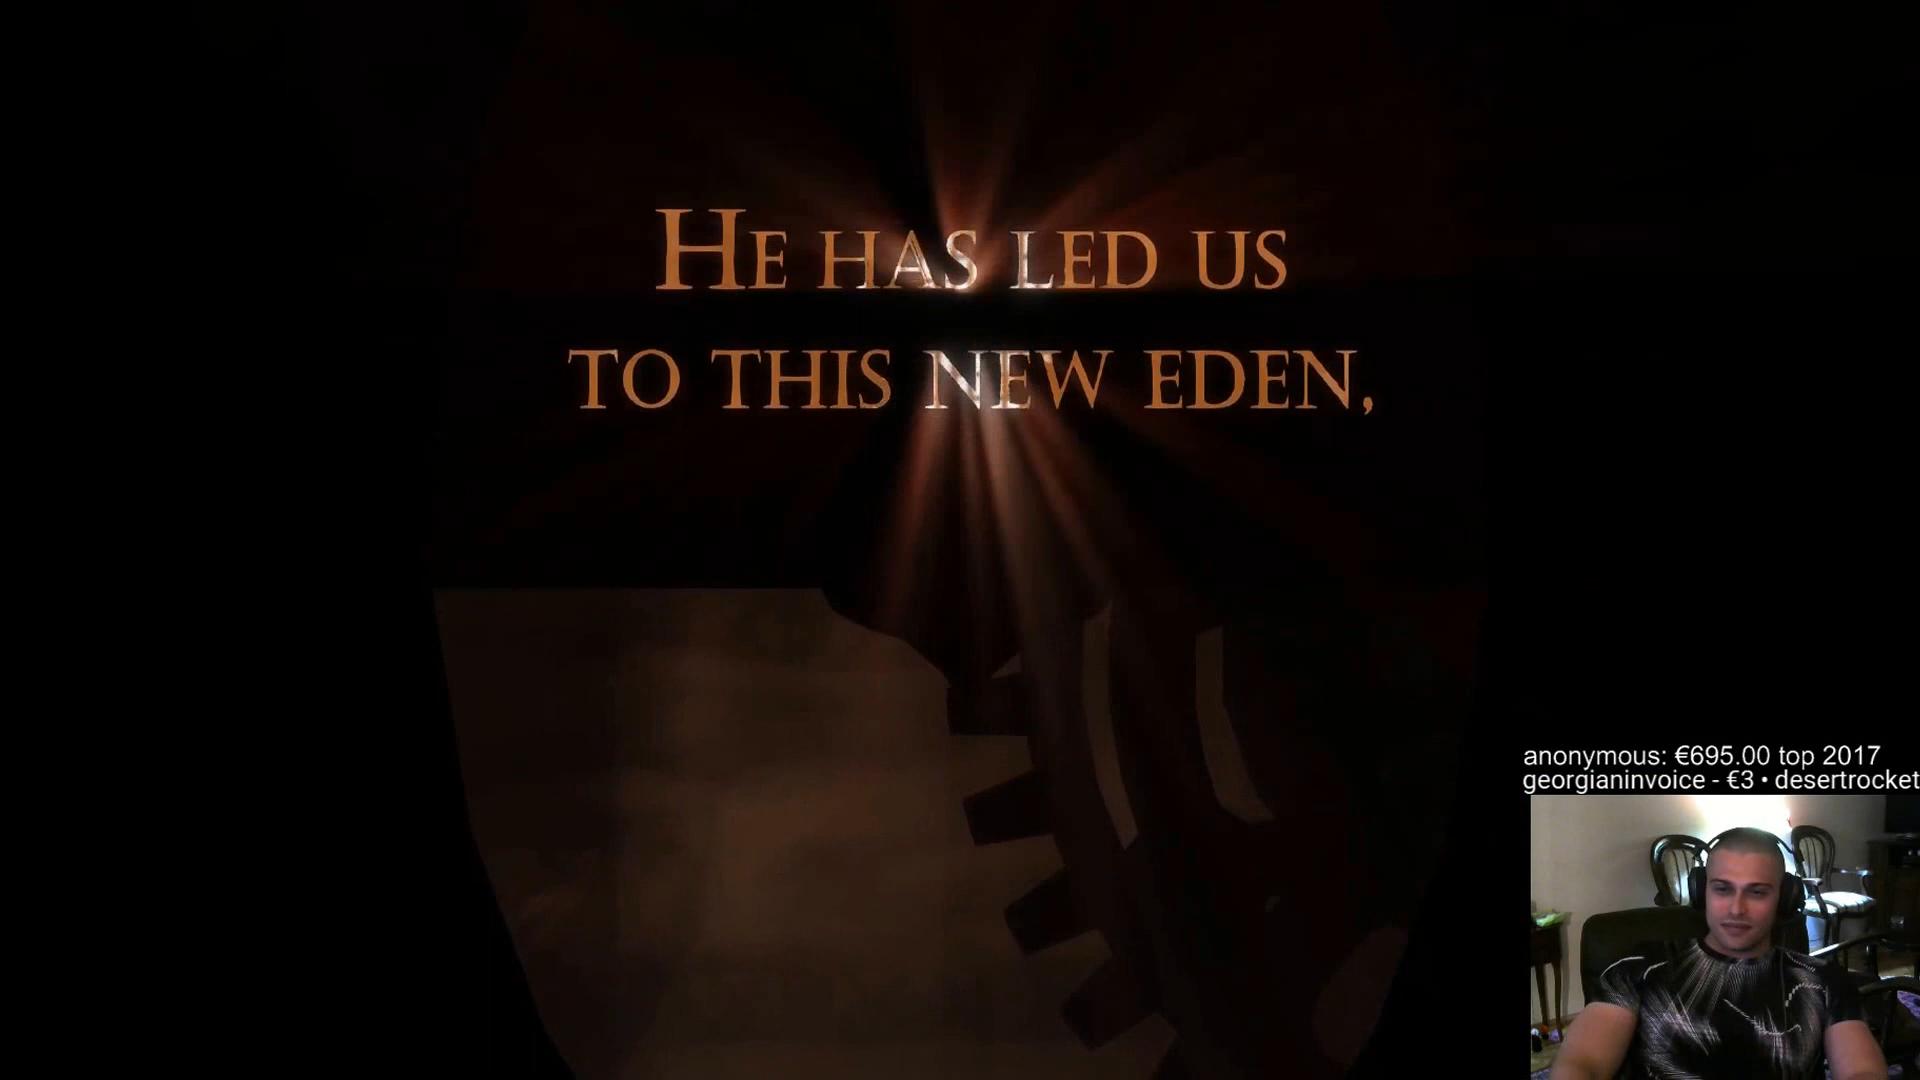 HE HAS LED US
TO THIS NEW EDEN,
anonymous: €695.00 top 2017
georgianinvoice - €3 • desertrocket